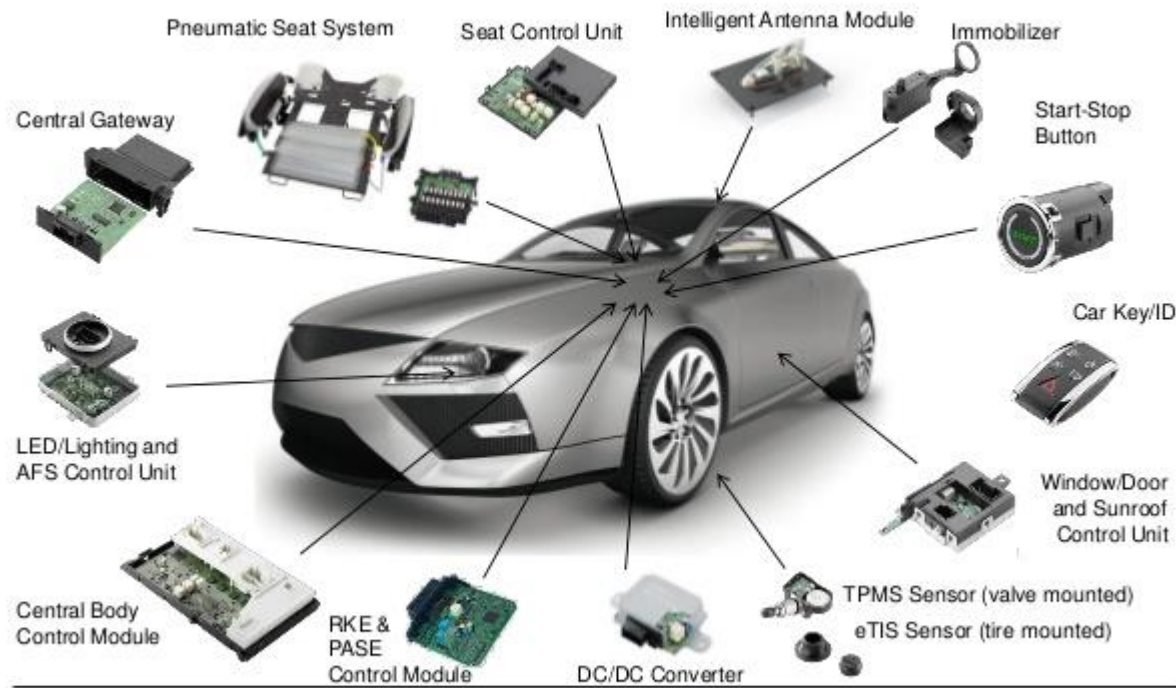 Pneumatic Seat System
Seat Control Unit
Intelligent Antenna Module
Immobilizer
Central Gateway
Start-Stop
Button
Car Key/ID
LED/Lighting and
AFS Control Unit
Window/Door
and Sunroof
Control Unit
Central Body
Control Module
RKE &
PASE
Control Module
DC/DC Converter
TPMS Sensor (valve mounted)
eTIS Sensor (tire mounted)